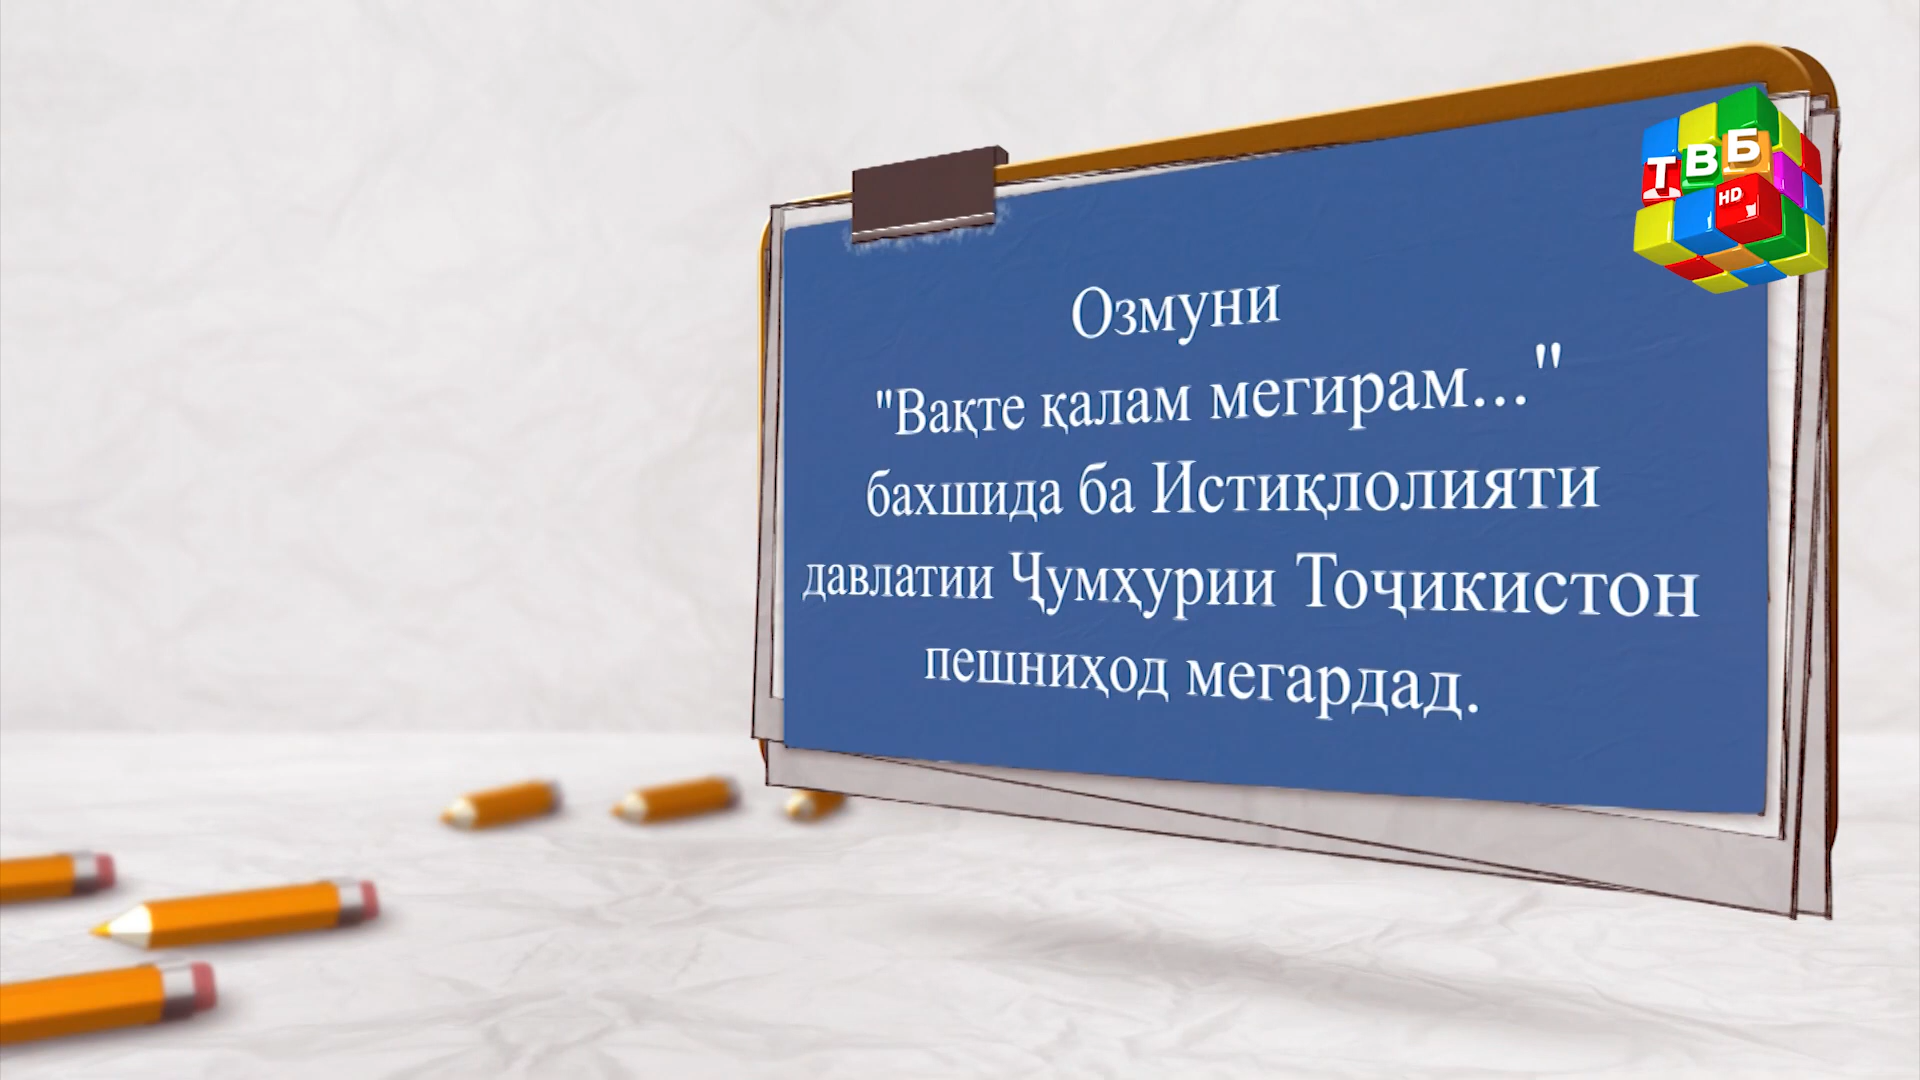 ТВБ
HD
Озмуни
"Вақте қалам мегирам..."
бахшида ба Истиқлолияти
давлатии Ҷумҳурии Тоҷикистон
пешниҳод мегардад.